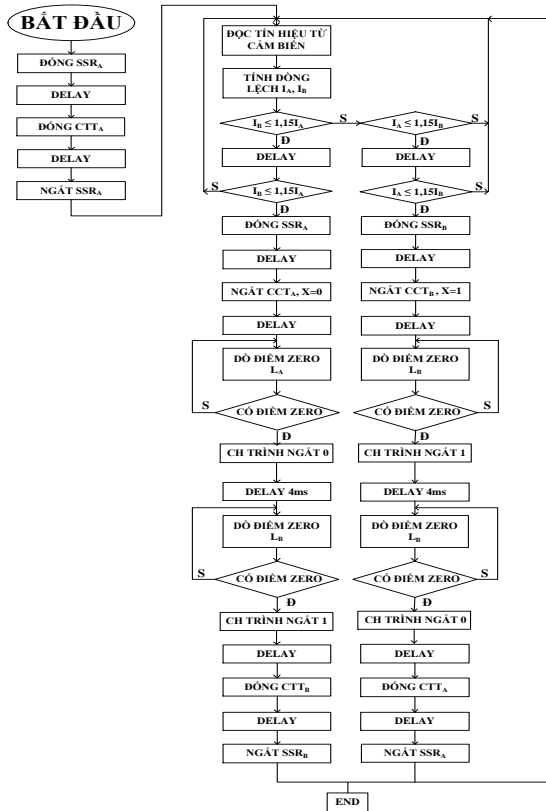 BẮT ĐẦU
ĐÓNG SSRA
DELAY
ĐÓNG CTTA
DELAY
NGẮT SSRA
ĐỌC TÍN HIỆU TỪ
CẢM BIẾN
TÍNH DÒNG
LỆCH IA, IB
IB ≤ 1,15IA
S
Đ
DELAY
IB ≤ 1,15IA
S
Đ
ĐÓNG SSRA
DELAY
NGẮT CCTA, X=0
DELAY
DÒ ĐIỂM ZERO
LA
CÓ ĐIỂM ZERO
S
Đ
CH TRÌNH NGẮT 0
DELAY 4ms
DÒ ĐIỂM ZERO
LB
CÓ ĐIỂM ZERO
S
Đ
CH TRÌNH NGẮT 1
DELAY
ĐÓNG CTTB
DELAY
NGẮT SSRB
IA ≤ 1,15IB
S
Đ
DELAY
IA ≤ 1,15IB
S
Đ
ĐÓNG SSRB
DELAY
NGẮT CCTB, X=1
DELAY
DÒ ĐIỂM ZERO
LB
CÓ ĐIỂM ZERO
S
Đ
CH TRÌNH NGẮT 1
DELAY 4ms
DÒ ĐIỂM ZERO
LB
CÓ ĐIỂM ZERO
S
Đ
CH TRÌNH NGẮT 0
DELAY
ĐÓNG CTTA
DELAY
NGẮT SSRA
END